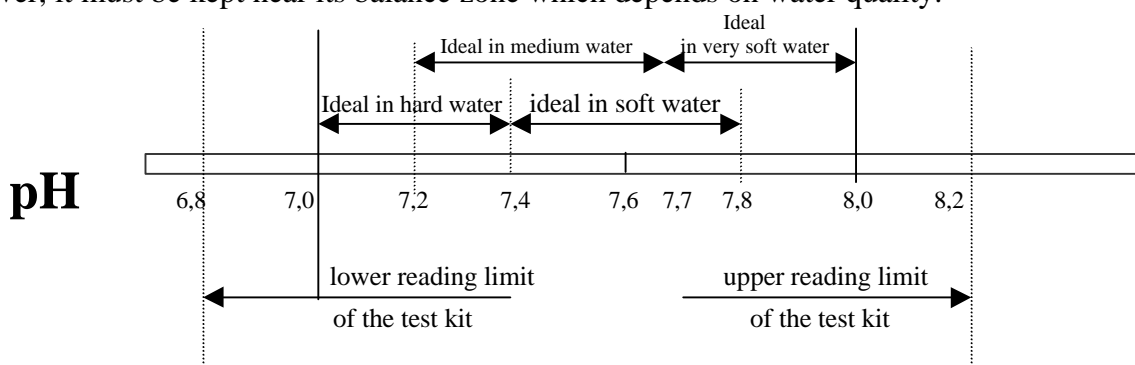 ver, it must be kept near its balance zone which depends on water quality.
Ideal
Ideal in medium water
in very soft water
Ideal in hard water
ideal in soft water
pH
6,8 7,0 7,2 7,4 7,6 7,7 7,8 8,0 8,2
lower reading limit
of the test kit
upper reading limit
of the test kit